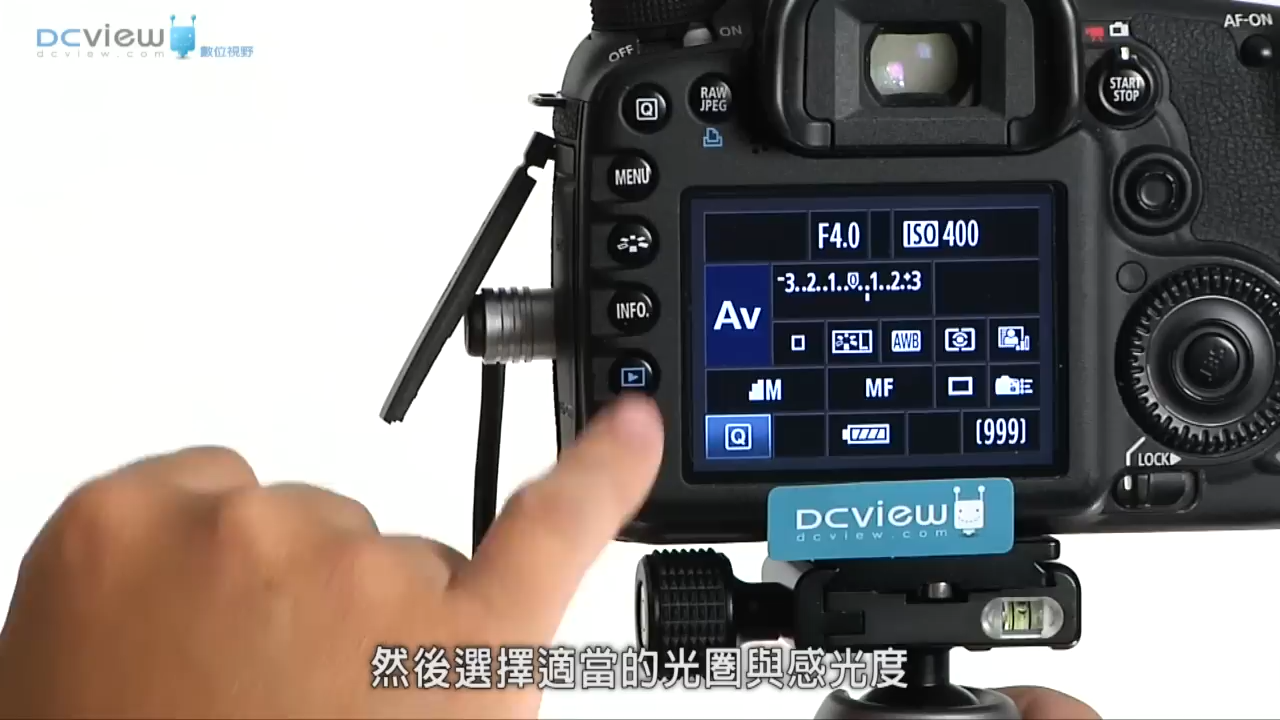 DCview
dcview.com 數位視野
OFF ON
AF-ON
RAW
JPEG
Q
START
STOP
MENU
INFO.
F4.0
ISO 400
Av
-3..2..1..0..1..2.+3
AWB
L
M
MF
Q
(999)
LOCK
DCview
dcview.com
然後選擇適當的光圈與感光度